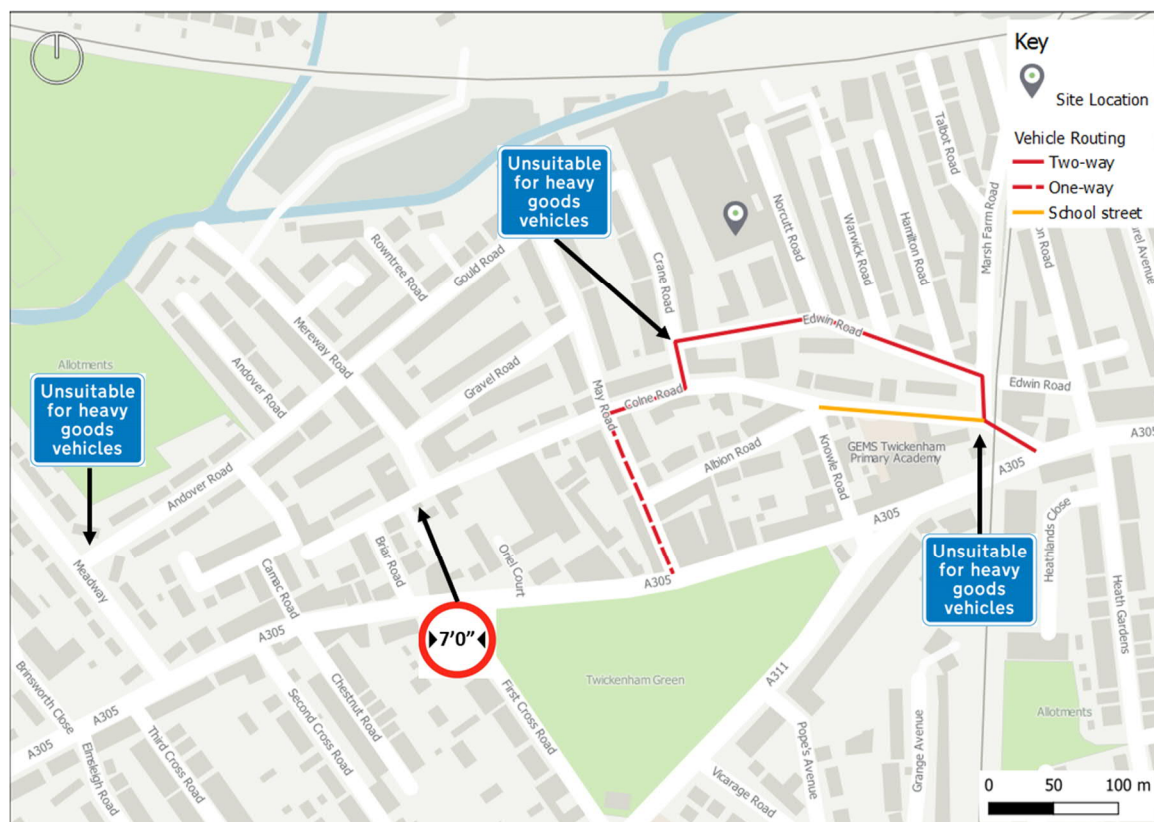 Key
Site Location
Vehicle Routing
Two-way
One-way
School street
Unsuitable
for heavy
goods
vehicles
Talbot Road
Marsh Farm Road
Norcutt Road
Warwick Road
Hamilton Road
Crane Road
Gould Road
Rowntree Road
Mereway Road
Edwin Road
Allotments
Andover Road
Gravel Road
May Road
Colne Road
Edwin Road
Unsuitable
for heavy
goods
vehicles
Albion Road
Knowle Road
GEMS Twickenham
Primary Academy
A305
A305
A305
Andover Road
Meadway
Briar Road
Camac Road
Oriel Court
A305
Unsuitable
for heavy
goods
vehicles
Heathlands Close
Heath Gardens
7'0"
A305
Twickenham Green
A311
Brinsworth Close
Chestnut Road
Second Cross Road
First Cross Road
Third Cross Road
A305
A305
Elmsleigh Road
Pope's Avenue
Grange Avenue
Vicarage Road
Allotments
0 50 100 m